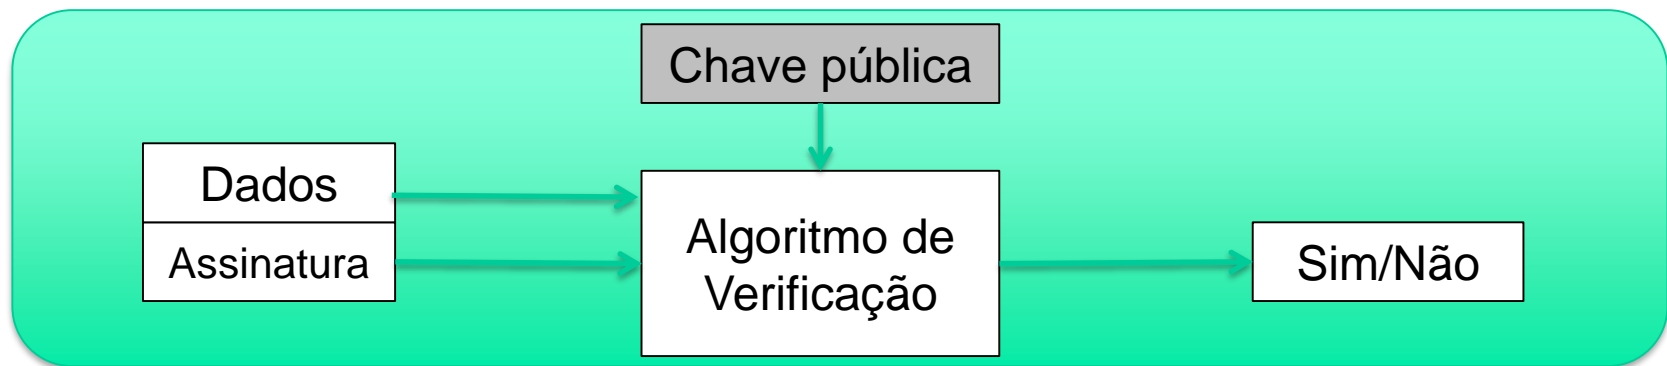 Chave pública
Dados
Assinatura
Algoritmo de
Verificação
Sim/Não